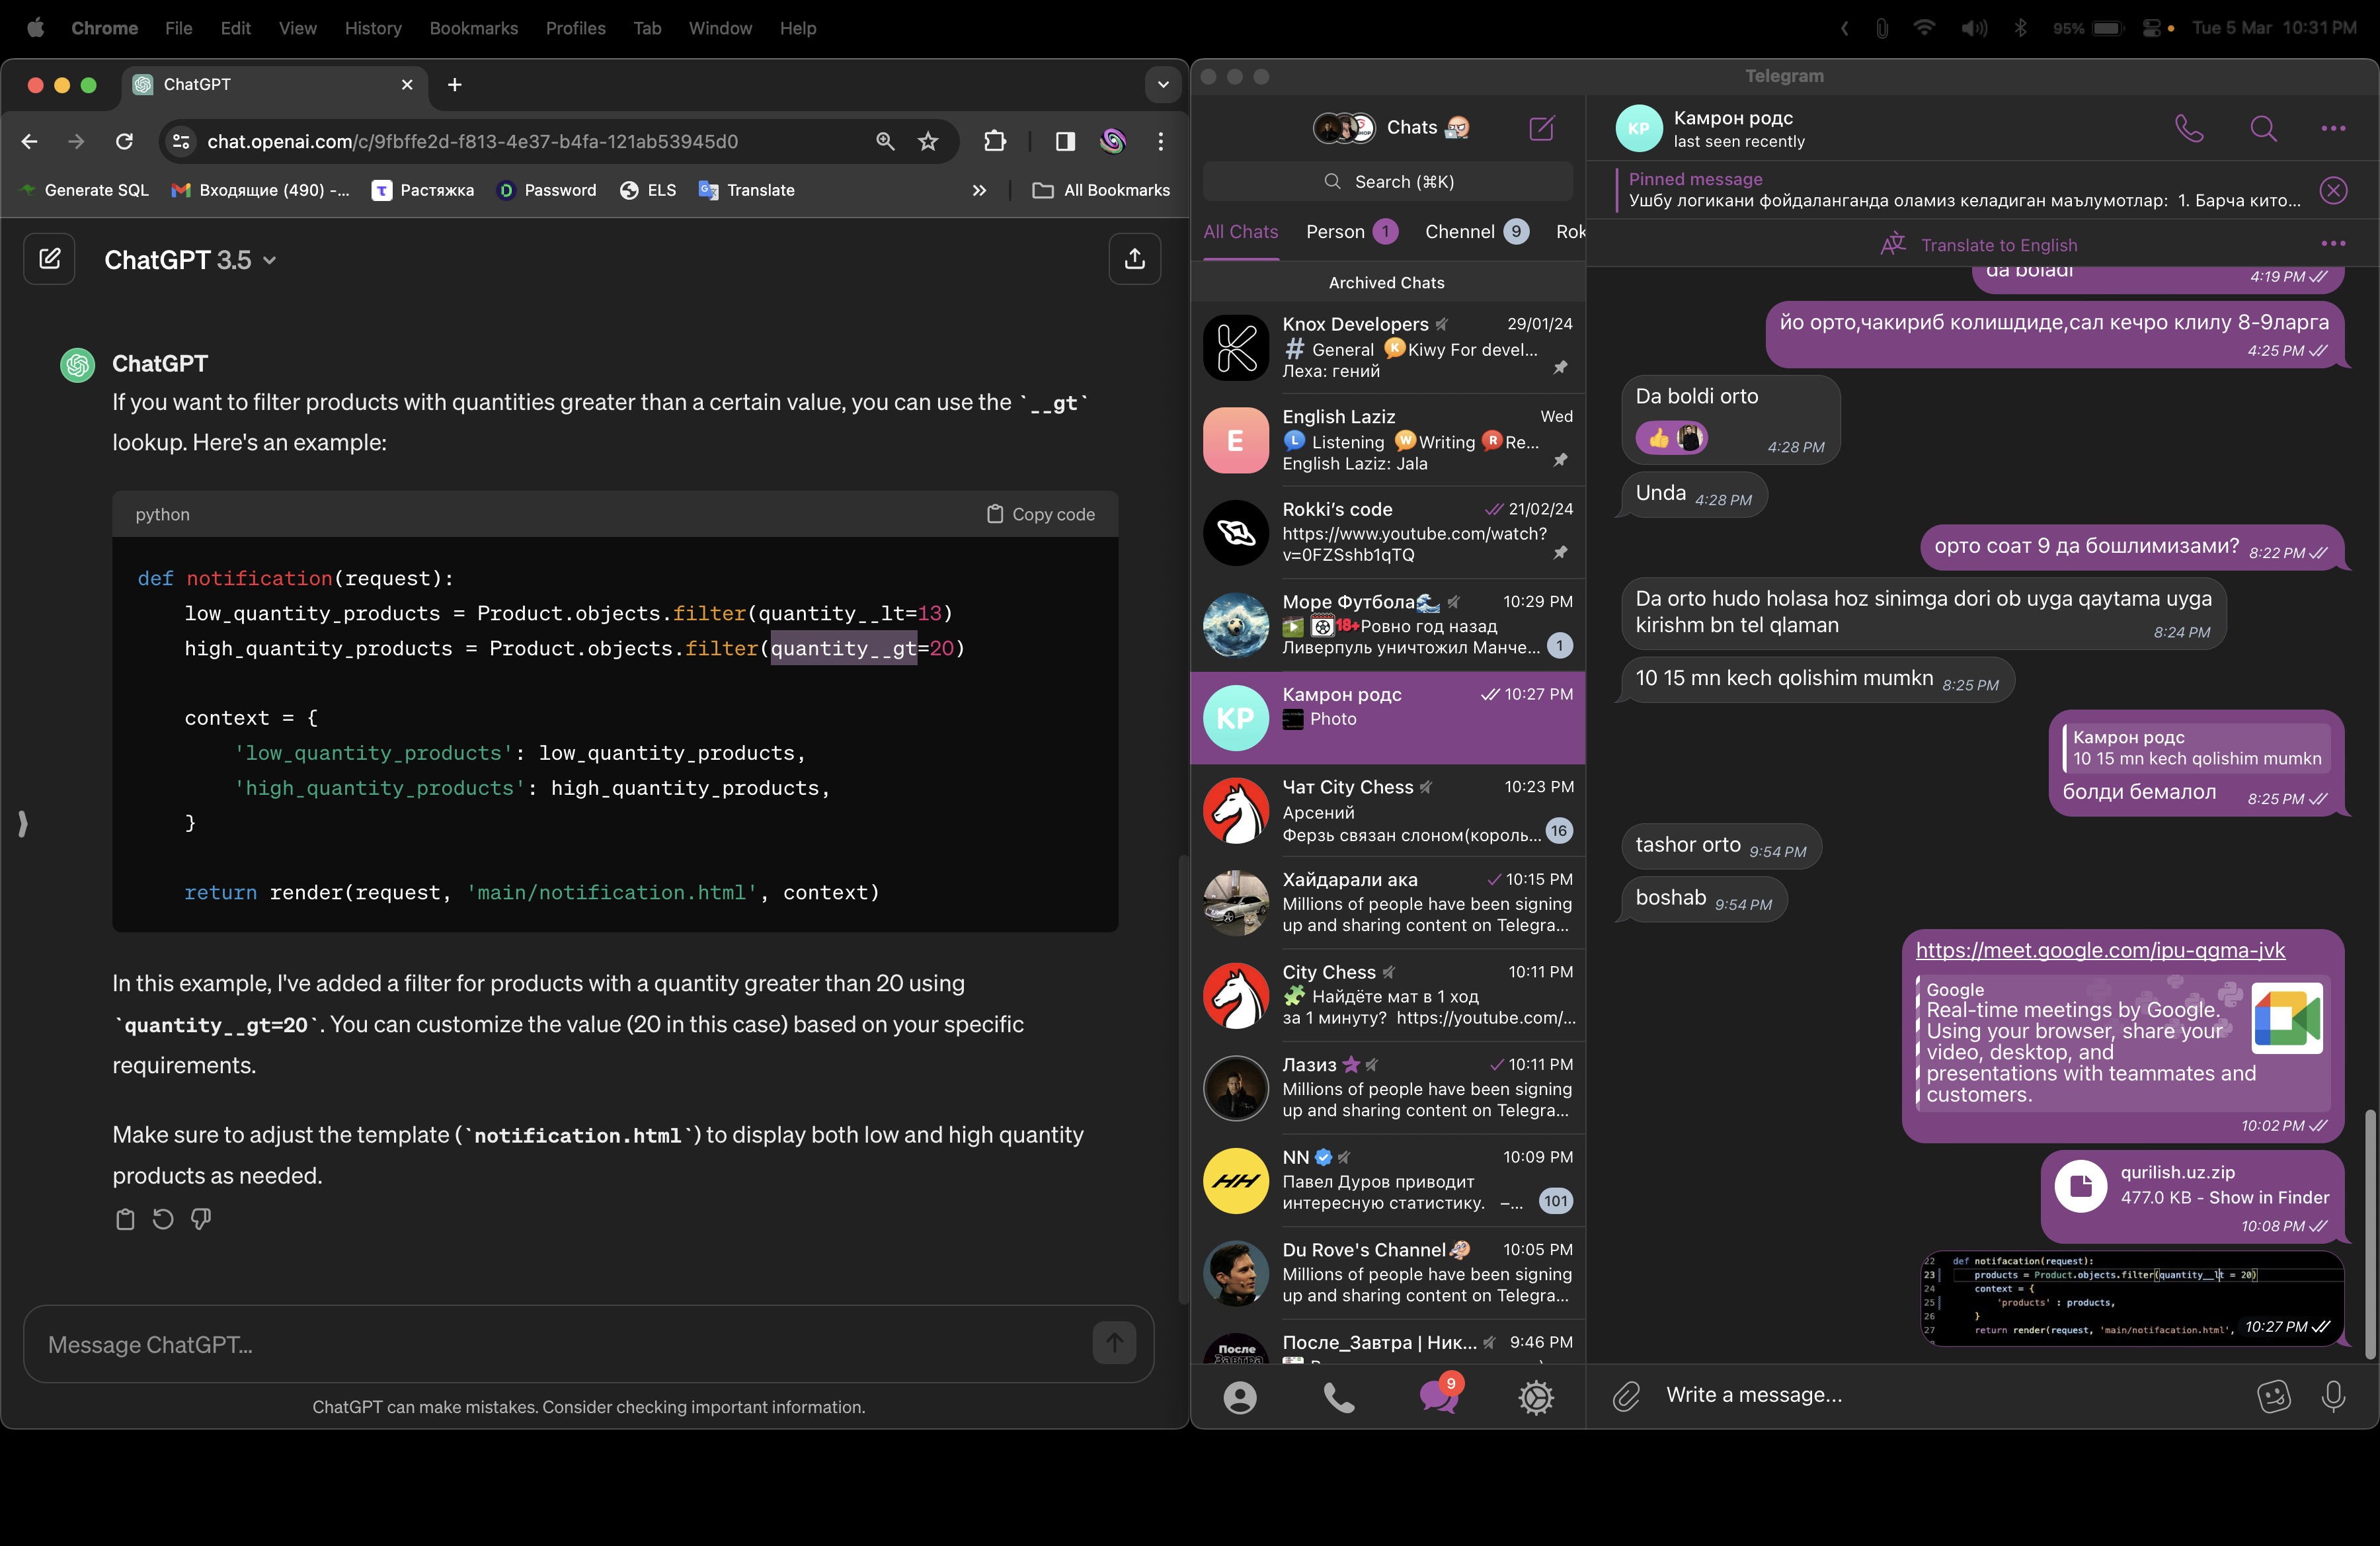 Chrome File Edit View History Bookmarks Profiles Tab Window Help
95% Tue 5 Mar 10:31 PM
ChatGPT
chat.openai.com/c/9fbffe2d-f813-4e37-b4fa-121ab53945d0
Generate SQL Входящие (490) -... Растяжка Password ELS Translate All Bookmarks
ChatGPT 3.5
ChatGPT
If you want to filter products with quantities greater than a certain value, you can use the `__gt`
lookup. Here's an example:
python
Copy code
def notification(request):
    low_quantity_products = Product.objects.filter(quantity__lt=13)
    high_quantity_products = Product.objects.filter(quantity__gt=20)
    context = {
        'low_quantity_products': low_quantity_products,
        'high_quantity_products': high_quantity_products,
    }
    return render(request, 'main/notification.html', context)
In this example, I've added a filter for products with a quantity greater than 20 using
`quantity__gt=20`. You can customize the value (20 in this case) based on your specific
requirements.
Make sure to adjust the template (`notification.html`) to display both low and high quantity
products as needed.
Message ChatGPT...
ChatGPT can make mistakes. Consider checking important information.
Telegram
Chats
Search (⌘K)
All Chats Person 1 Chennel 9 Rok
Archived Chats
Knox Developers 29/01/24
# General K Kiwy For devel...
Леха: гений
E
English Laziz Wed
L Listening W Writing R Re...
English Laziz: Jala
Rokki’s code 21/02/24
https://www.youtube.com/watch?
v=0FZSshb1qTQ
Море Футбола🌊 10:29 PM
18+Ровно год назад
Ливерпуль уничтожил Манче... 1
КР
Камрон родс 10:27 PM
Photo
Чат City Chess 10:23 PM
Арсений
Ферзь связан слоном(король... 16
Хайдарали ака 10:15 PM
Millions of people have been signing
up and sharing content on Telegra...
City Chess 10:11 PM
Найдёте мат в 1 ход
за 1 минуту? https://youtube.com/...
Лазиз 10:11 PM
Millions of people have been signing
up and sharing content on Telegra...
НН
NN 10:09 PM
Павел Дуров приводит
интересную статистику. –... 101
Du Rove's Channel 10:05 PM
Millions of people have been signing
up and sharing content on Telegra...
После
Завтра
После_Завтра | Ник... 9:46 PM
9
КР
Камрон родс
last seen recently
Pinned message
Ушбу логикани фойдаланганда оламиз келадиган маълумотлар: 1. Барча кито...
Translate to English
da boladi 4:19 PM
йо орто,чакириб колишдиде,сал кечро клилу 8-9ларга
4:25 PM
Da boldi orto
👍 4:28 PM
Unda 4:28 PM
орто соат 9 да бошлимизами? 8:22 PM
Da orto hudo holasa hoz sinimga dori ob uyga qaytama uyga
kirishm bn tel qlaman 8:24 PM
10 15 mn kech qolishim mumkn 8:25 PM
Камрон родс
10 15 mn kech qolishim mumkn
болди бемалол 8:25 PM
tashor orto 9:54 PM
boshab 9:54 PM
https://meet.google.com/ipu-qgma-jvk
Google
Real-time meetings by Google.
Using your browser, share your
video, desktop, and
presentations with teammates and
customers.
10:02 PM
qurilish.uz.zip
477.0 KB - Show in Finder
10:08 PM
22 def notifacation(request):
23 products = Product.objects.filter(quantity__lt = 20)
24 context = {
25 'products' : products,
26 }
27 return render(request, 'main/notifacation.html',
10:27 PM
Write a message...